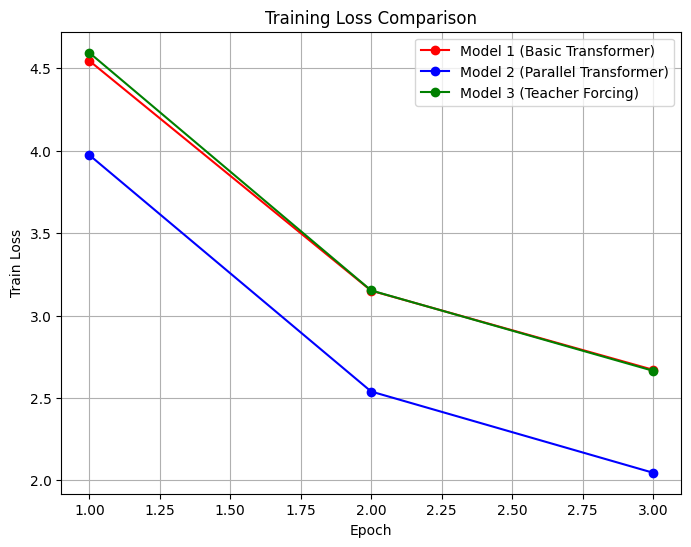 Training Loss Comparison
Model 1 (Basic Transformer)
Model 2 (Parallel Transformer)
Model 3 (Teacher Forcing)
Train Loss
4.5
4.0
3.5
3.0
2.5
2.0
1.00 1.25 1.50 1.75 2.00 2.25 2.50 2.75 3.00
Epoch